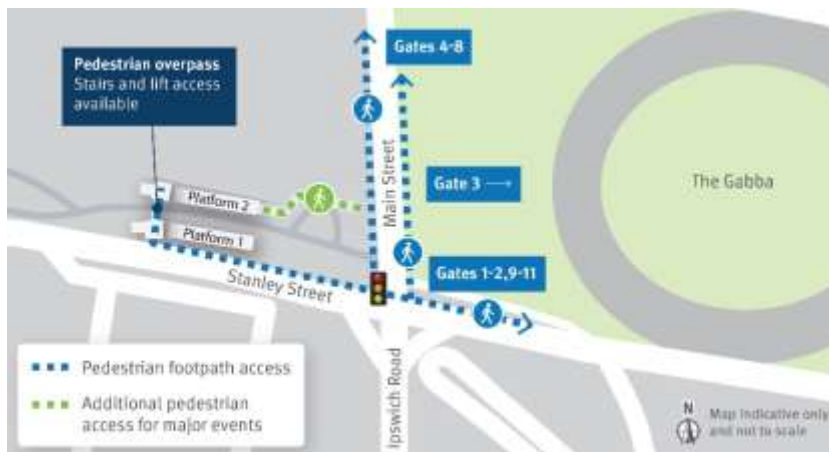 Pedestrian overpass
Stairs and lift access
available
Gates 4-8
Main Street
Platform 2
Platform 1
Gate 3 →
The Gabba
Gates 1-2,9-11
Stanley Street
Ipswich Road
Pedestrian footpath access
Additional pedestrian
access for major events
N
Map indicative only
and not to scale